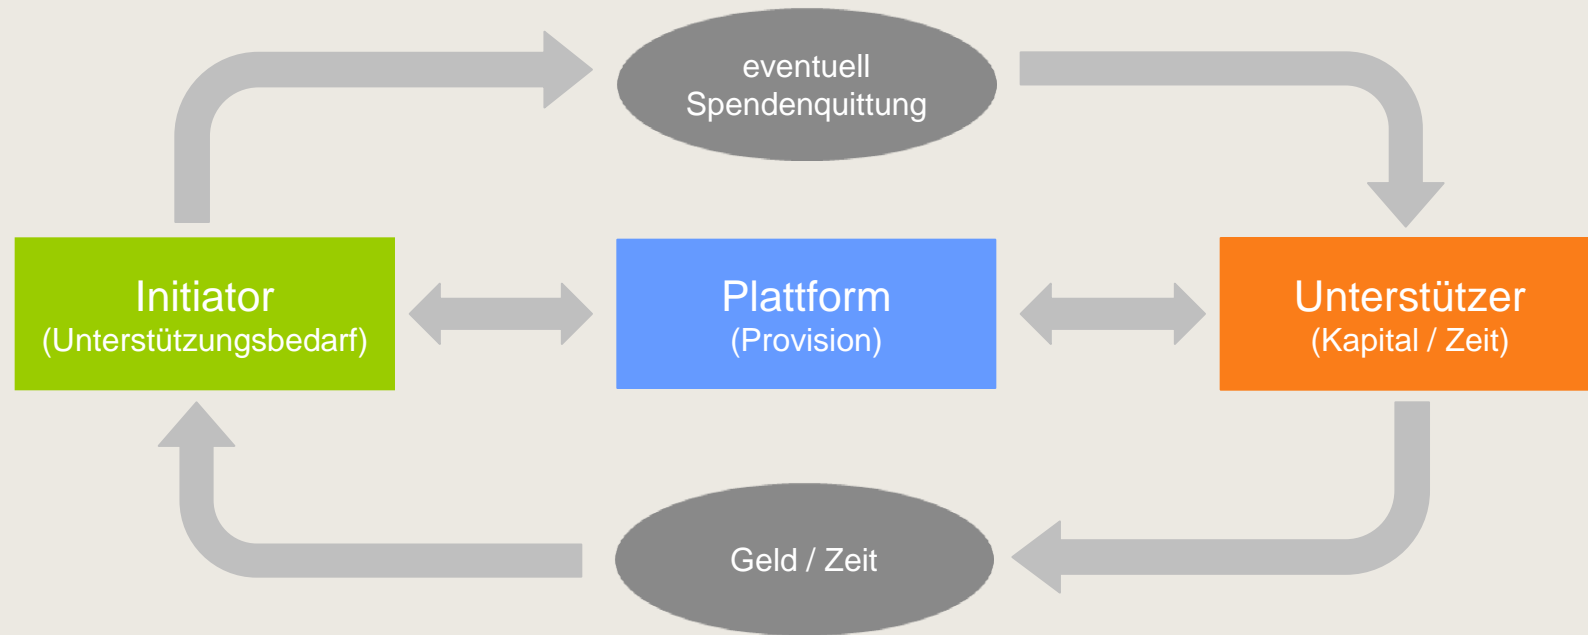 eventuell
Spendenquittung
Initiator
(Unterstützungsbedarf)
Plattform
(Provision)
Unterstützer
(Kapital / Zeit)
Geld / Zeit